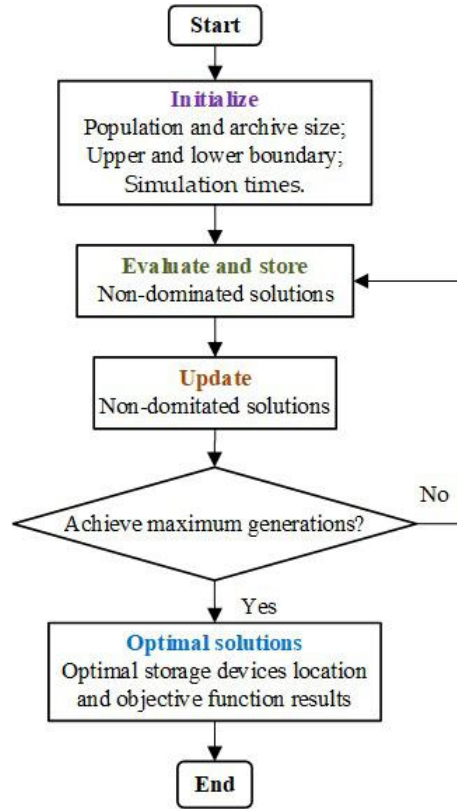 Start
Initialize
Population and archive size;
Upper and lower boundary;
Simulation times.
Evaluate and store
Non-dominated solutions
Update
Non-domitated solutions
Achieve maximum generations?
No
Yes
Optimal solutions
Optimal storage devices location
and objective function results
End